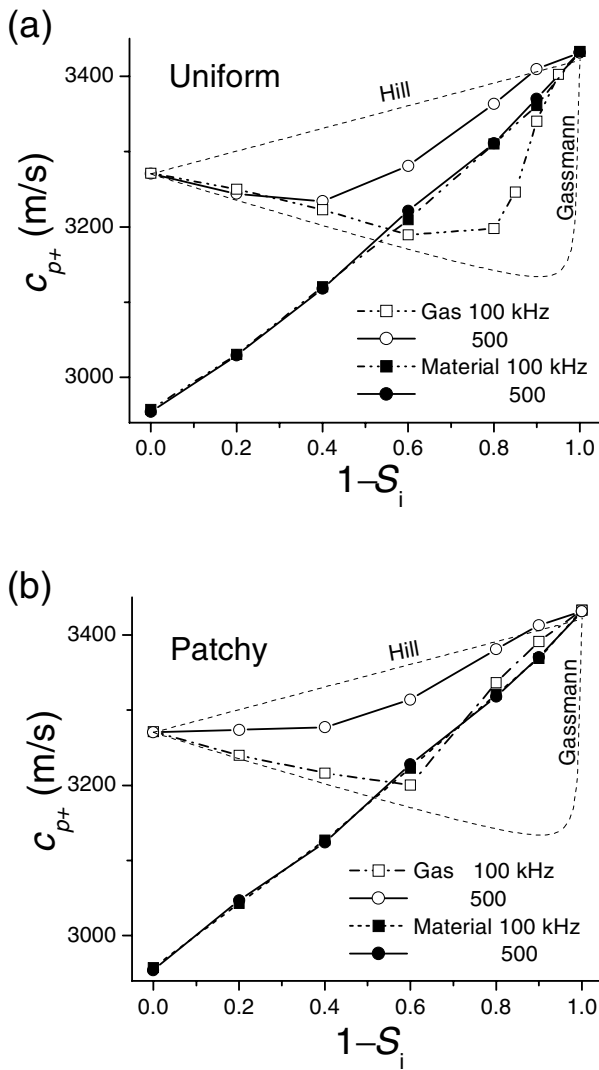 (a)
Uniform
Hill
Gassmann
3400
3200
3000
c_{p+} (m/s)
Gas 100 kHz
500
Material 100 kHz
500
0.0 0.2 0.4 0.6 0.8 1.0
1–S_i
(b)
Patchy
Hill
Gassmann
3400
3200
3000
c_{p+} (m/s)
Gas 100 kHz
500
Material 100 kHz
500
0.0 0.2 0.4 0.6 0.8 1.0
1–S_i